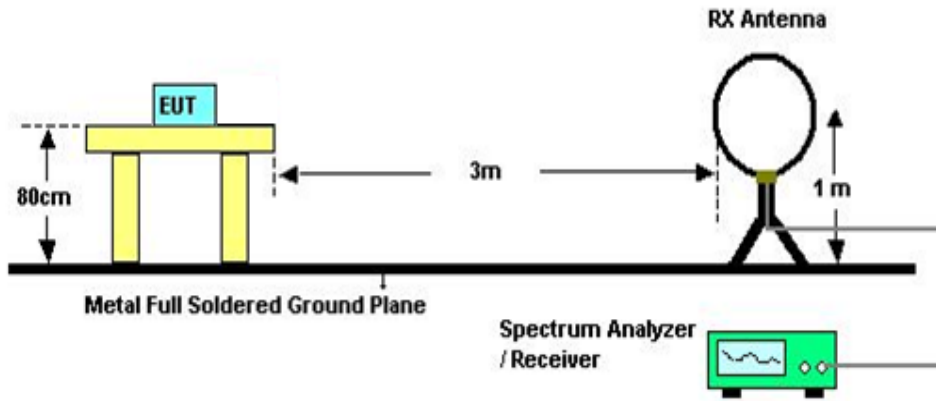 RX Antenna
EUT
3m
80cm
1 m
Metal Full Soldered Ground Plane
Spectrum Analyzer
/ Receiver